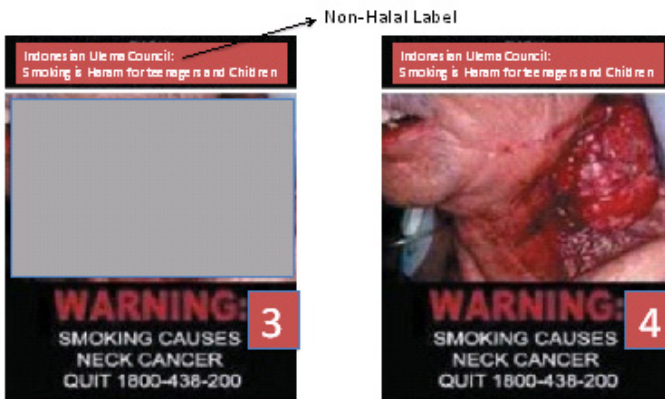 Non-Halal Label
Indonesian Ulema Council:
Smoking is Haram for teenagers and Children
WARNING:
3
SMOKING CAUSES
NECK CANCER
QUIT 1800-438-200
Indonesian Ulema Council:
Smoking is Haram for teenagers and Children
WARNING:
4
SMOKING CAUSES
NECK CANCER
QUIT 1800-438-200